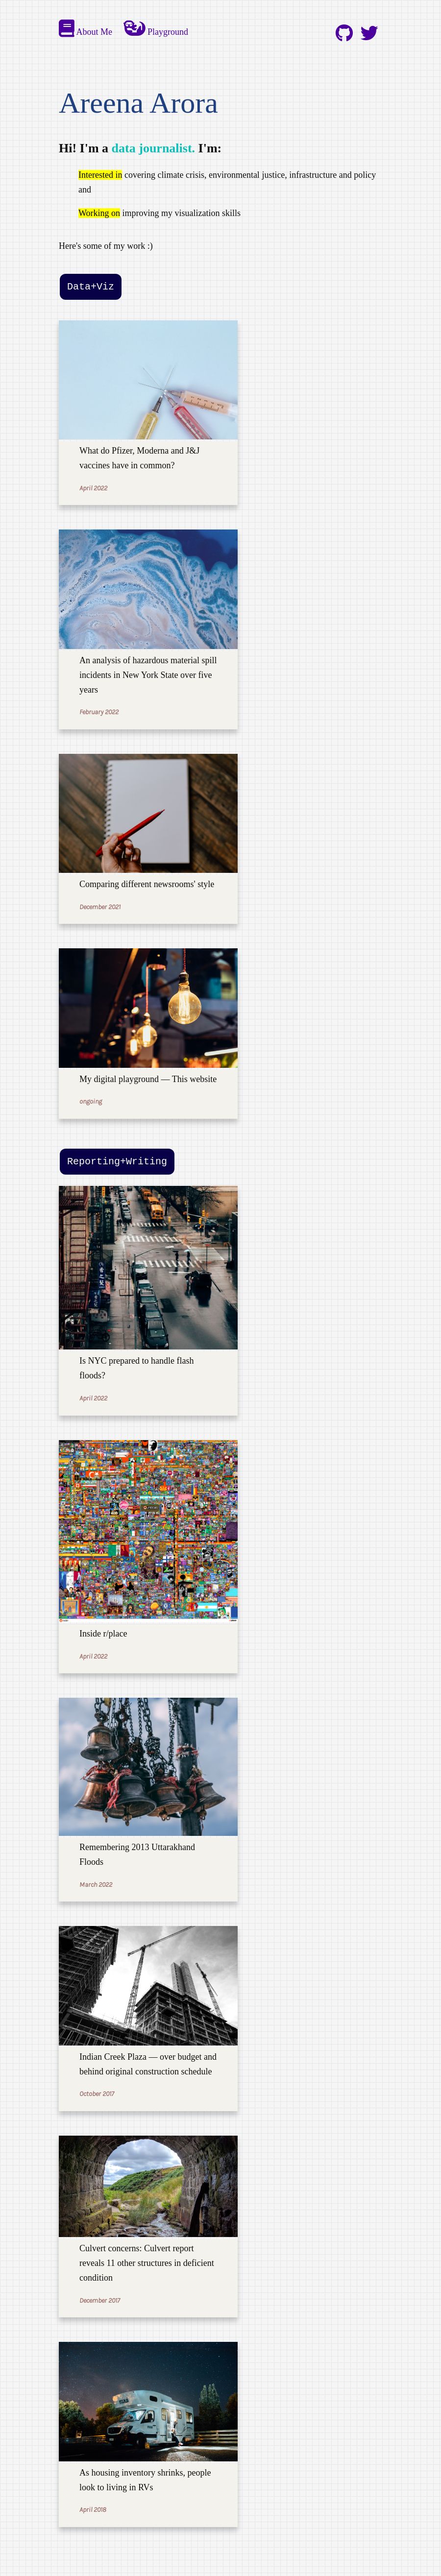 About Me Playground
Areena Arora
Hi! I'm a data journalist. I'm:
Interested in covering climate crisis, environmental justice, infrastructure and policy
and
Working on improving my visualization skills
Here's some of my work :)
Data+Viz
What do Pfizer, Moderna and J&J
vaccines have in common?
April 2022
An analysis of hazardous material spill
incidents in New York State over five
years
February 2022
Comparing different newsrooms' style
December 2021
My digital playground — This website
ongoing
Reporting+Writing
Is NYC prepared to handle flash
floods?
April 2022
Inside r/place
April 2022
Remembering 2013 Uttarakhand
Floods
March 2022
Indian Creek Plaza — over budget and
behind original construction schedule
October 2017
Culvert concerns: Culvert report
reveals 11 other structures in deficient
condition
December 2017
As housing inventory shrinks, people
look to living in RVs
April 2018